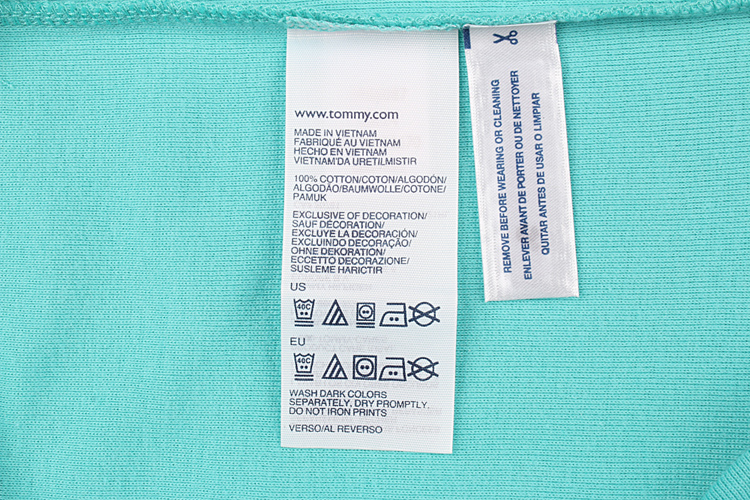 www.tommy.com
MADE IN VIETNAM
FABRIQUÉ AU VIETNAM
HECHO EN VIETNAM
VIETNAM'DA URETILMISTIR
100% COTTON/COTON/ALGODÓN/
ALGODÃO/BAUMWOLLE/COTONE/
PAMUK
EXCLUSIVE OF DECORATION/
SAUF DÉCORATION/
EXCLUYE LA DECORACIÓN/
EXCLUINDO DECORAÇÃO/
OHNE DEKORATION/
ECCETTO DECORAZIONE/
SUSLEME HARICTIR
US
40C
EU
40C
WASH DARK COLORS
SEPARATELY, DRY PROMPTLY.
DO NOT IRON PRINTS
VERSO/AL REVERSO
REMOVE BEFORE WEARING OR CLEANING
ENLEVER AVANT DE PORTER OU DE NETTOYER
QUITAR ANTES DE USAR O LIMPIAR